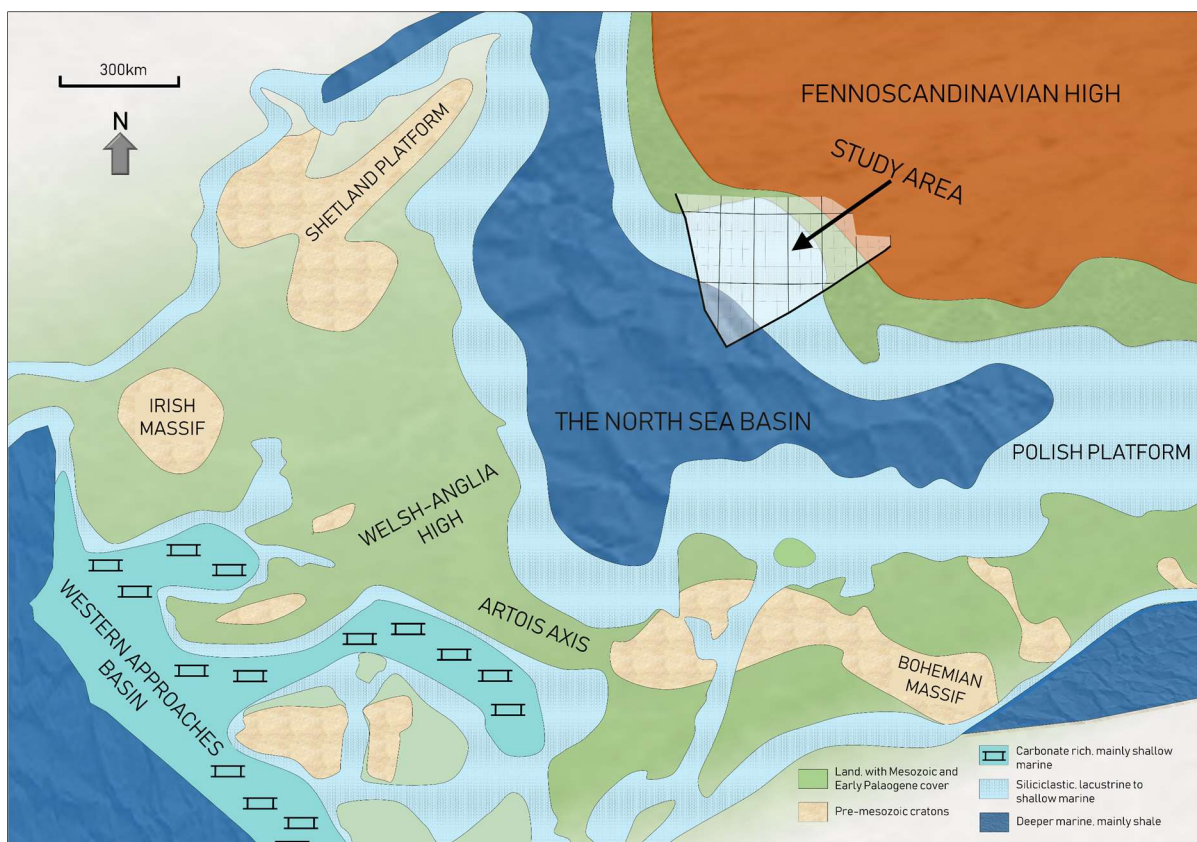 300km
N
FENNOSCANDINAVIAN HIGH
STUDY AREA
SHETLAND PLATFORM
IRISH
MASSIF
THE NORTH SEA BASIN
POLISH PLATFORM
WELSH-ANGLIA
HIGH
ARTOIS AXIS
WESTERN APPROACHES
BASIN
BOHEMIAN
MASSIF
Land, with Mesozoic and
Early Palaogene cover
Pre-mesozoic cratons
Carbonate rich, mainly shallow
marine
Siliciclastic, lacustrine to
shallow marine
Deeper marine, mainly shale